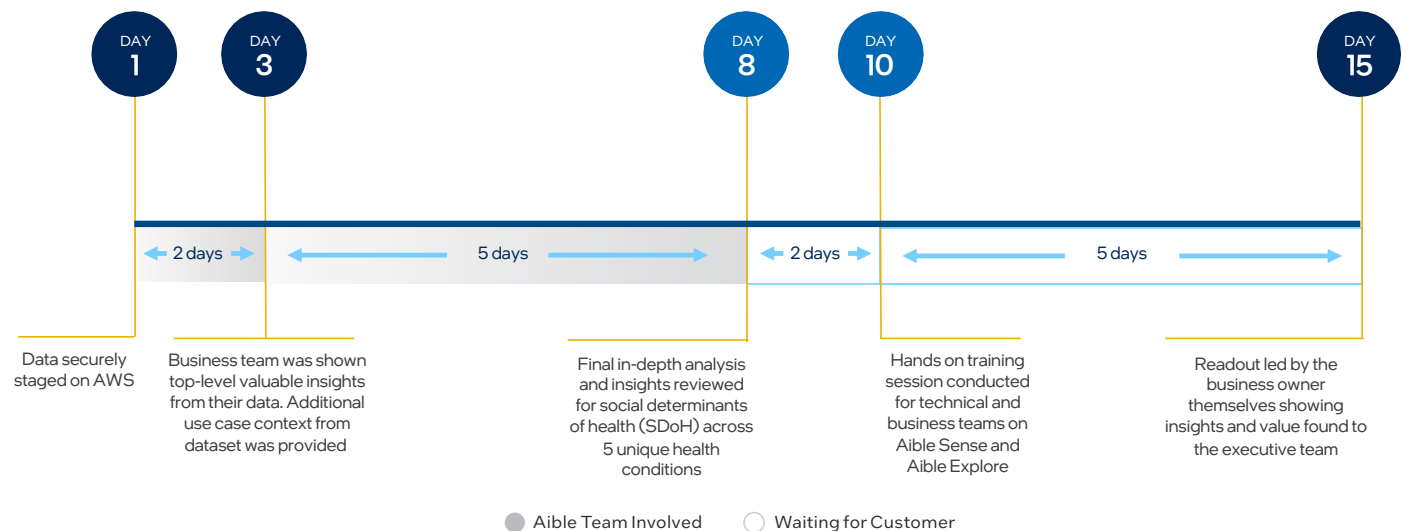 DAY
1
DAY
3
DAY
8
DAY
10
DAY
15
2 days
5 days
2 days
5 days
Data securely
staged on AWS
Business team was shown
top-level valuable insights
from their data. Additional
use case context from
dataset was provided
Final in-depth analysis
and insights reviewed
for social determinants
of health (SDoH) across
5 unique health
conditions
Hands on training
session conducted
for technical and
business teams on
Aible Sense and
Aible Explore
Readout led by the
business owner
themselves showing
insights and value found to
the executive team
Aible Team Involved
Waiting for Customer